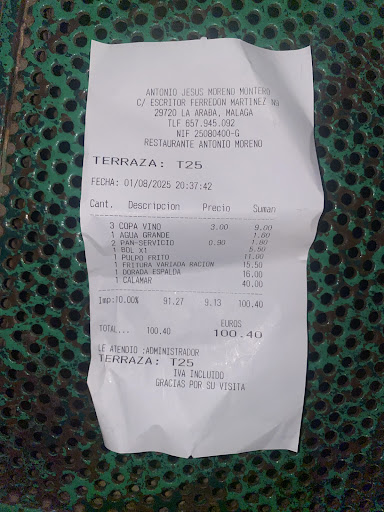 ANTONIO JESUS MORENO MONTERO
C/ ESCRITOR FERREDON MARTINEZ No
29720 LA ARABA, MALAGA
TLF 657.945.092
NIF 25080400-G
RESTAURANTE ANTONIO MORENO
TERRAZA: T25
FECHA: 01/08/2025 20:37:42
Cant. Descripcion Precio Suman
3 COPA VINO 3.00 9.00
1 AGUA GRANDE 1.60
2 PAN-SERVICIO 0.90 1.80
1 BOL X1 5.50
1 PULPO FRITO 11.00
1 FRITURA VARIADA RACION 15.50
1 DORADA ESPALDA 16.00
1 CALAMAR 40.00
Imp:10.00% 91.27 9.13 100.40
EUROS
TOTAL... 100.40 100.40
LE ATENDIO :ADMINISTRADOR
TERRAZA: T25
IVA INCLUIDO
GRACIAS POR SU VISITA